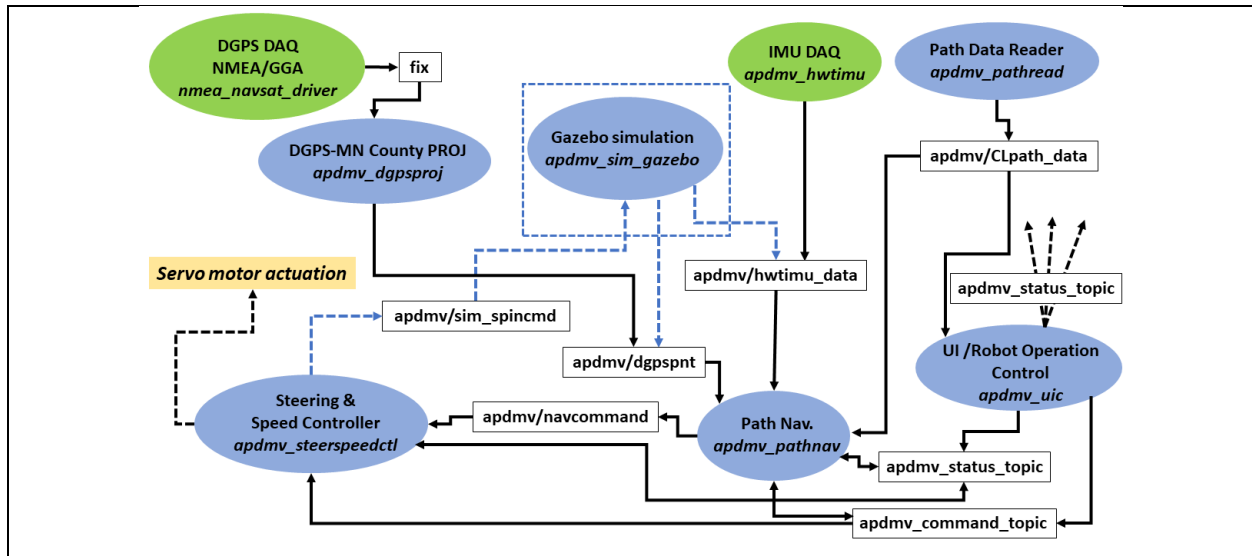 DGPS DAQ
NMEA/GGA
nmea_navsat_driver
fix
IMU DAQ
apdmv_hwtimu
Path Data Reader
apdmv_pathread
DGPS-MN County PROJ
apdmv_dgpsproj
Gazebo simulation
apdmv_sim_gazebo
apdmv/CLpath_data
Servo motor actuation
apdmv/hwtimu_data
apdmv_status_topic
apdmv/sim_spincmd
UI /Robot Operation
Control
apdmv_uic
apdmv/dgpspnt
Steering &
Speed Controller
apdmv_steerspeedctl
apdmv/navcommand
Path Nav.
apdmv_pathnav
apdmv_status_topic
apdmv_command_topic